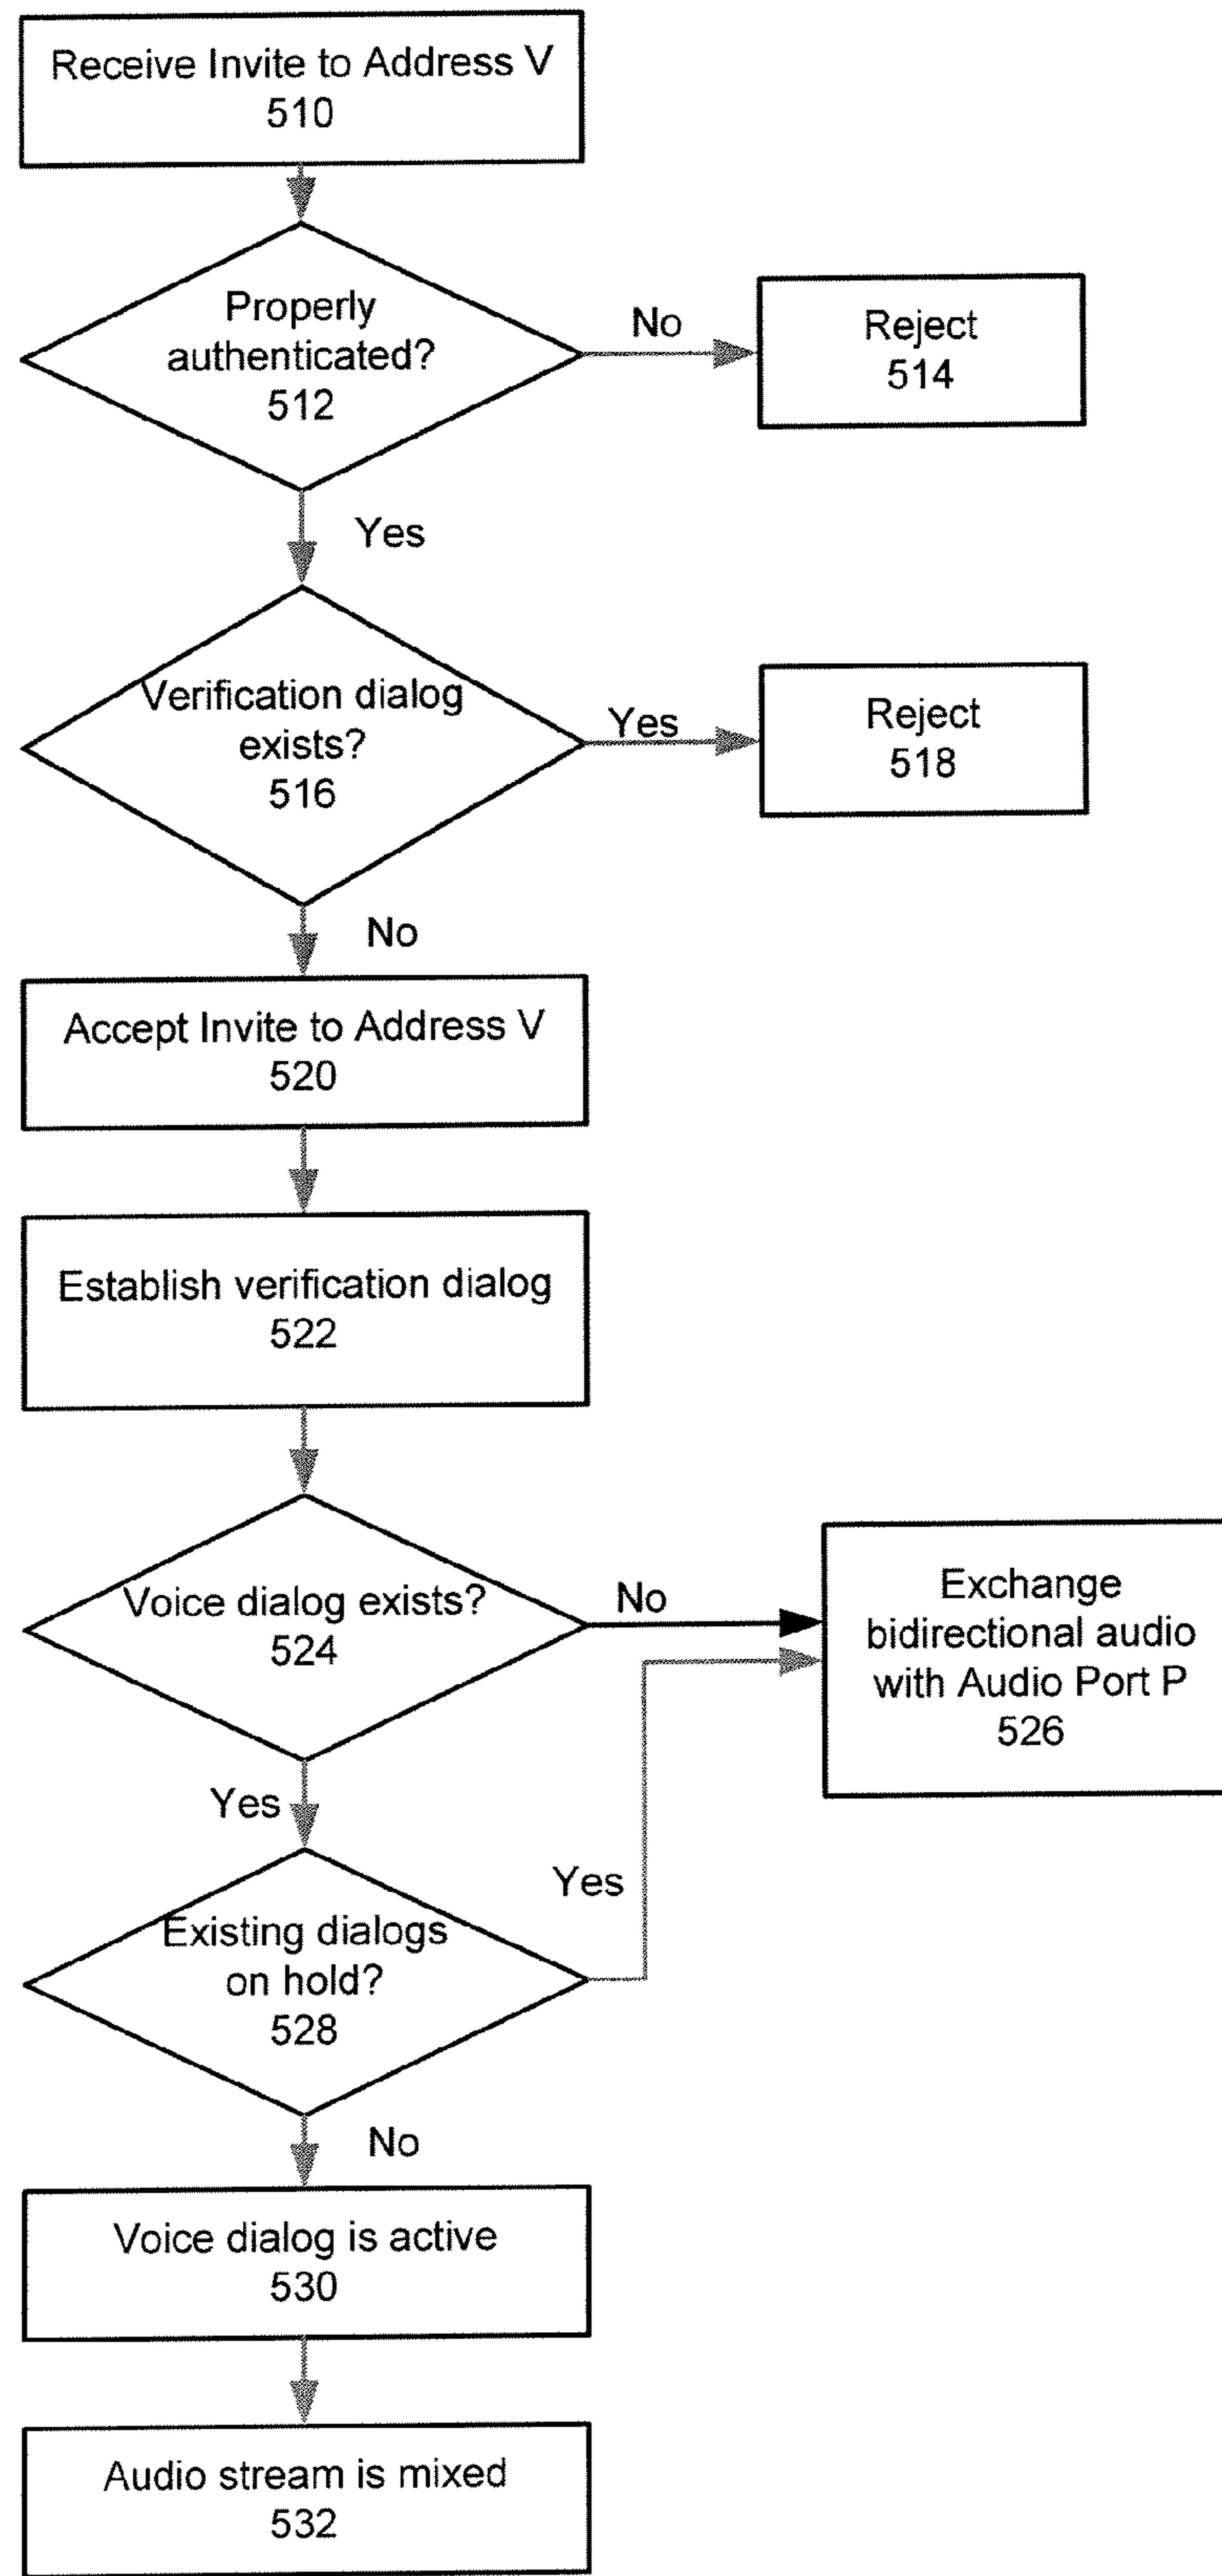 Receive Invite to Address V
510
Properly
authenticated?
512
No
Reject
514
Yes
Verification dialog
exists?
516
Yes
Reject
518
No
Accept Invite to Address V
520
Establish verification dialog
522
Voice dialog exists?
524
No
Exchange
bidirectional audio
with Audio Port P
526
Yes
Existing dialogs
on hold?
528
Yes
No
Voice dialog is active
530
Audio stream is mixed
532